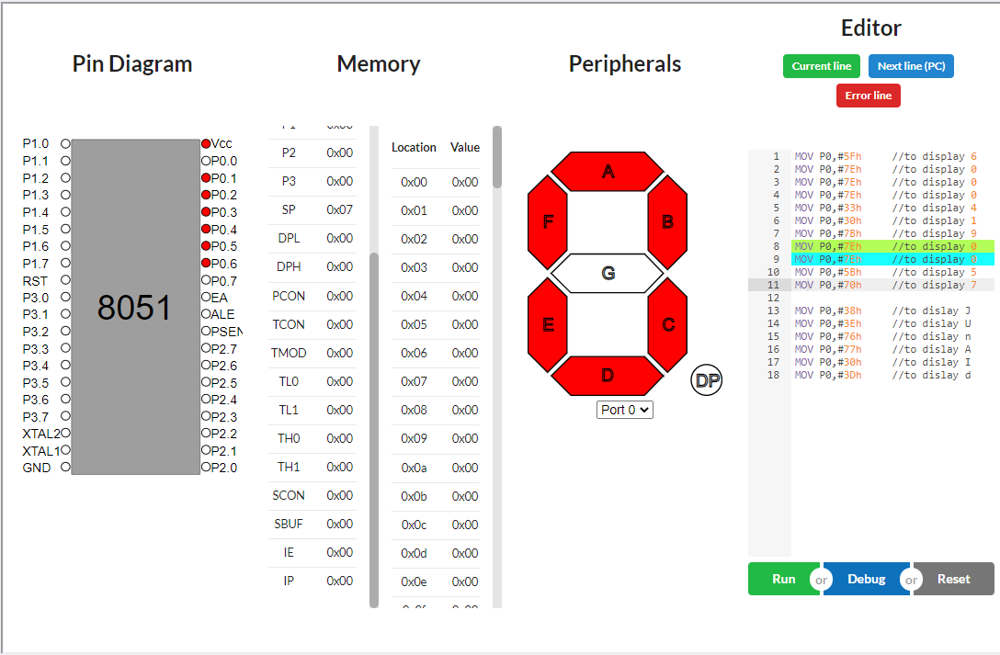 Editor
Pin Diagram
Memory
Peripherals
Current line
Next line (PC)
Error line
P1.0
P1.1
P1.2
P1.3
P1.4
P1.5
P1.6
P1.7
RST
P3.0
P3.1
P3.2
P3.3
P3.4
P3.5
P3.6
P3.7
XTAL2
XTAL1
GND
8051
Vcc
P0.0
P0.1
P0.2
P0.3
P0.4
P0.5
P0.6
P0.7
EA
ALE
PSEN
P2.7
P2.6
P2.5
P2.4
P2.3
P2.2
P2.1
P2.0
P2 0x00
P3 0x00
SP 0x07
DPL 0x00
DPH 0x00
PCON 0x00
TCON 0x00
TMOD 0x00
TL0 0x00
TL1 0x00
TH0 0x00
TH1 0x00
SCON 0x00
SBUF 0x00
IE 0x00
IP 0x00
Location Value
0x00 0x00
0x01 0x00
0x02 0x00
0x03 0x00
0x04 0x00
0x05 0x00
0x06 0x00
0x07 0x00
0x08 0x00
0x09 0x00
0x0a 0x00
0x0b 0x00
0x0c 0x00
0x0d 0x00
0x0e 0x00
A
F B
G
E C
D
DP
Port 0
1 MOV P0,#5Fh //to display 6
2 MOV P0,#7Eh //to display 0
3 MOV P0,#7Eh //to display 0
4 MOV P0,#7Eh //to display 0
5 MOV P0,#33h //to display 4
6 MOV P0,#30h //to display 1
7 MOV P0,#7Bh //to display 9
8 MOV P0,#7Eh //to display 0
9 MOV P0,#7Eh //to display 0
10 MOV P0,#5Bh //to display 5
11 MOV P0,#70h //to display 7
12
13 MOV P0,#38h //to dislay J
14 MOV P0,#3Eh //to dislay U
15 MOV P0,#76h //to dislay n
16 MOV P0,#77h //to dislay A
17 MOV P0,#30h //to dislay I
18 MOV P0,#3Dh //to dislay d
Run or Debug or Reset